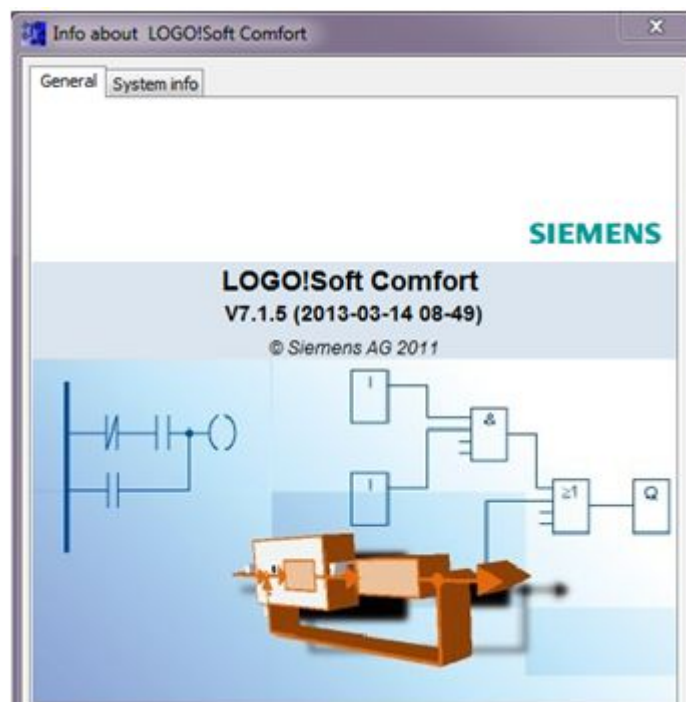 Info about LOGO!Soft Comfort
General System info
SIEMENS
LOGO!Soft Comfort
V7.1.5 (2013-03-14 08-49)
© Siemens AG 2011
I
&
I
≥1 Q